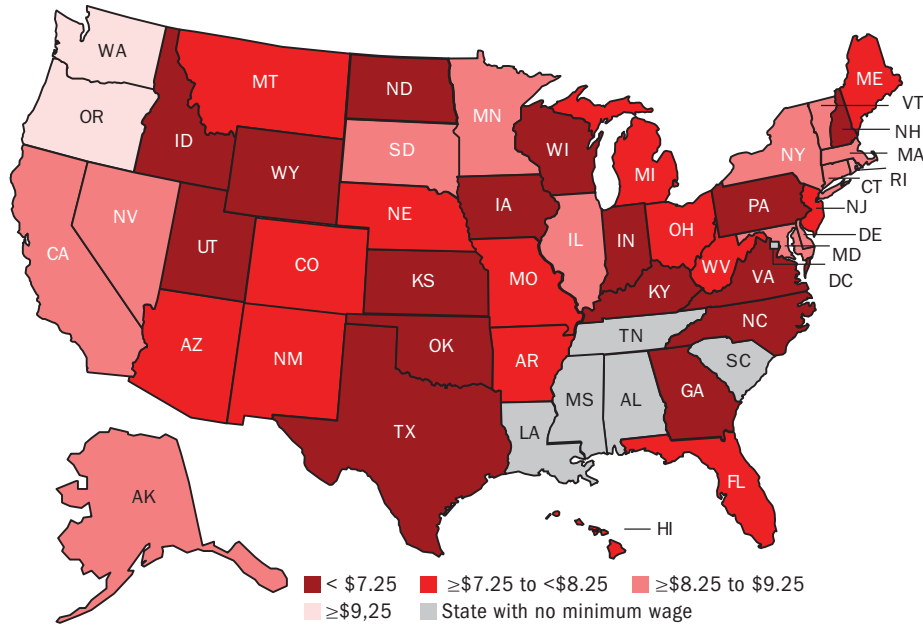 WA
MT
ND
MN
ME
VT
NH
MA
RI
CT
NJ
DE
MD
DC
OR
ID
WY
SD
WI
MI
NY
PA
NV
CA
UT
CO
NE
IA
IL
IN
OH
WV
VA
KS
MO
KY
NC
AZ
NM
OK
AR
TN
SC
TX
LA
MS
AL
GA
FL
AK
HI
< $7.25 ≥$7.25 to <$8.25 ≥$8.25 to $9.25
≥$9,25 State with no minimum wage